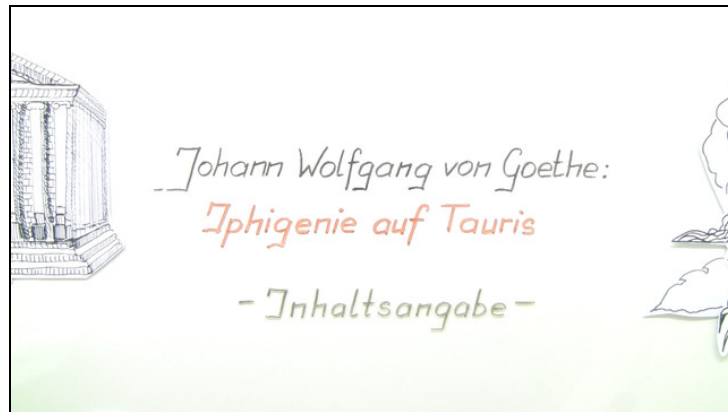 Johann Wolfgang von Goethe:
Iphigenie auf Tauris
- Inhaltsangabe -